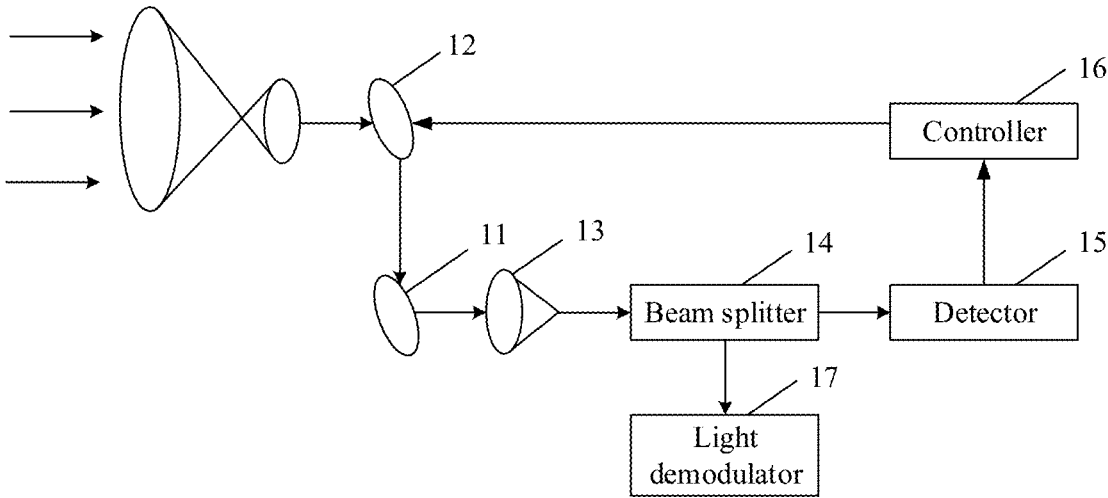 12
16
Controller
11
13
14
15
Beam splitter
Detector
17
Light
demodulator